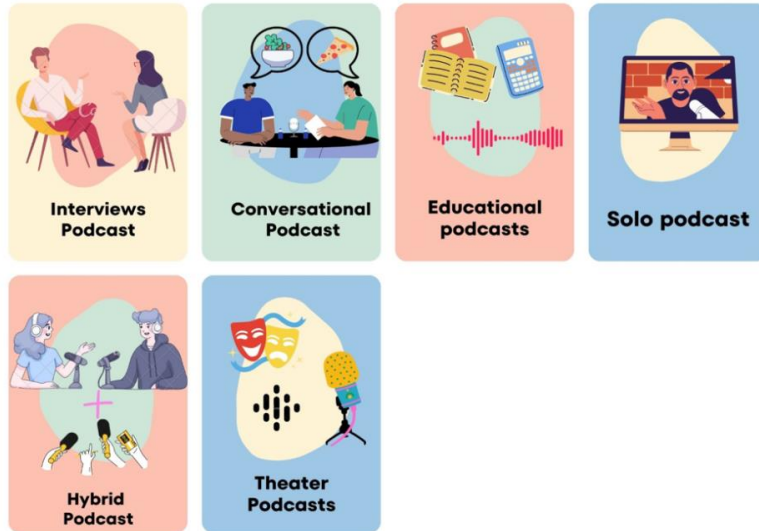 Interviews
Podcast
Conversational
Podcast
Educational
podcasts
Solo podcast
Hybrid
Podcast
Theater
Podcasts